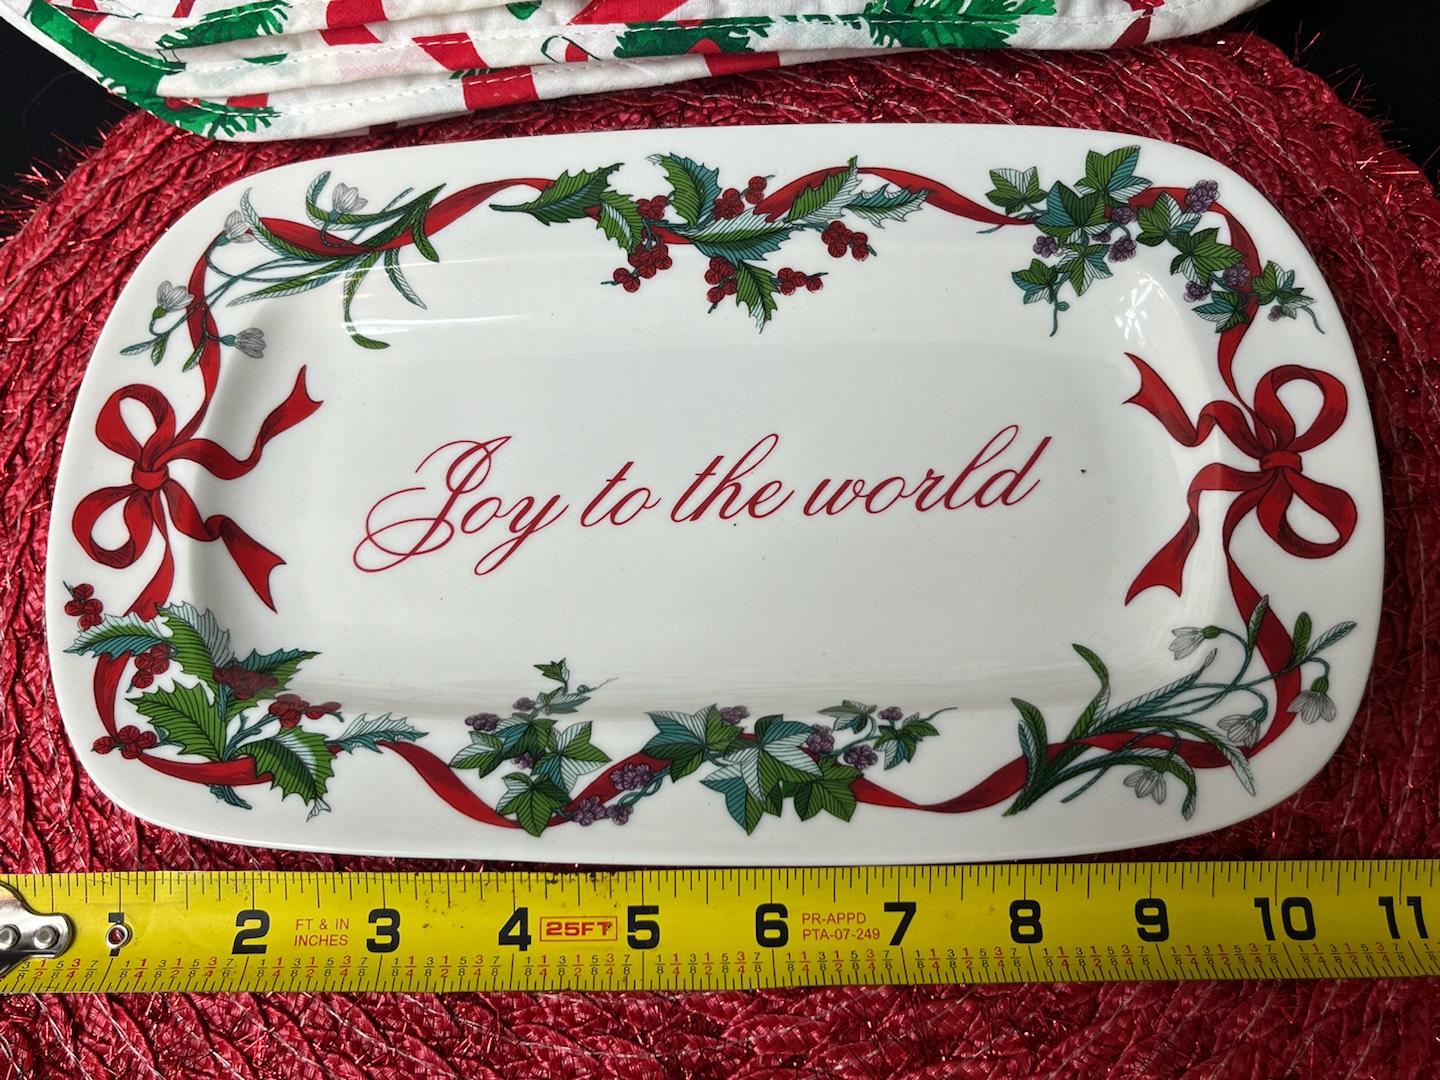 Joy to the world
1 2 3 4 5 6 7 8 9 10 11
FT & IN
INCHES
25FT
PR-APPD
PTA-07-249